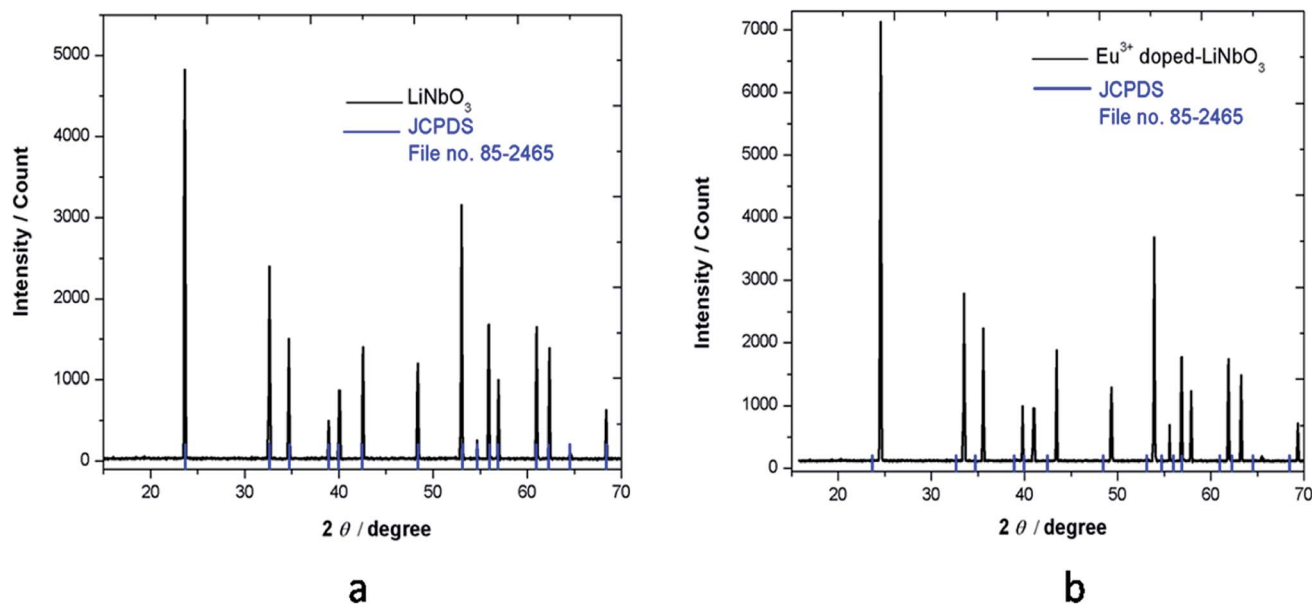 5000
4000
3000
2000
1000
0
Intensity / Count
LiNbO₃
JCPDS
File no. 85-2465
20 30 40 50 60 70
2 θ / degree
a
7000
6000
5000
4000
3000
2000
1000
0
Intensity / Count
Eu³⁺ doped-LiNbO₃
JCPDS
File no. 85-2465
20 30 40 50 60 70
2 θ / degree
b